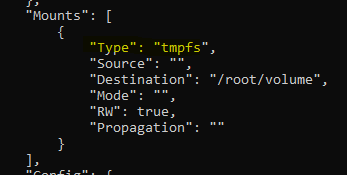 },
"Mounts": [
{
"Type": "tmpfs",
"Source": "",
"Destination": "/root/volume",
"Mode": "",
"RW": true,
"Propagation": ""
}
],
"Config": {